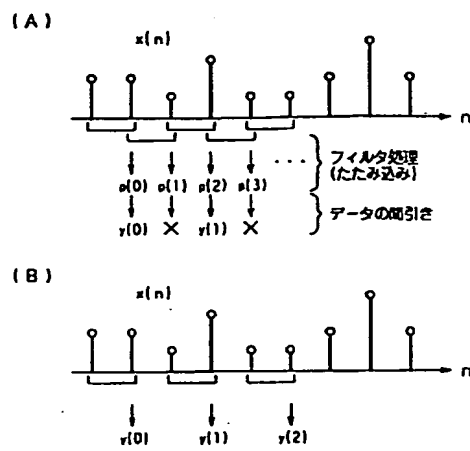 (A)
x(n)
n
p(0) p(1) p(2) p(3) ・・・ フィルタ処理
(たたみ込み)
y(0) × y(1) × データの間引き
(B)
x(n)
n
y(0) y(1) y(2)